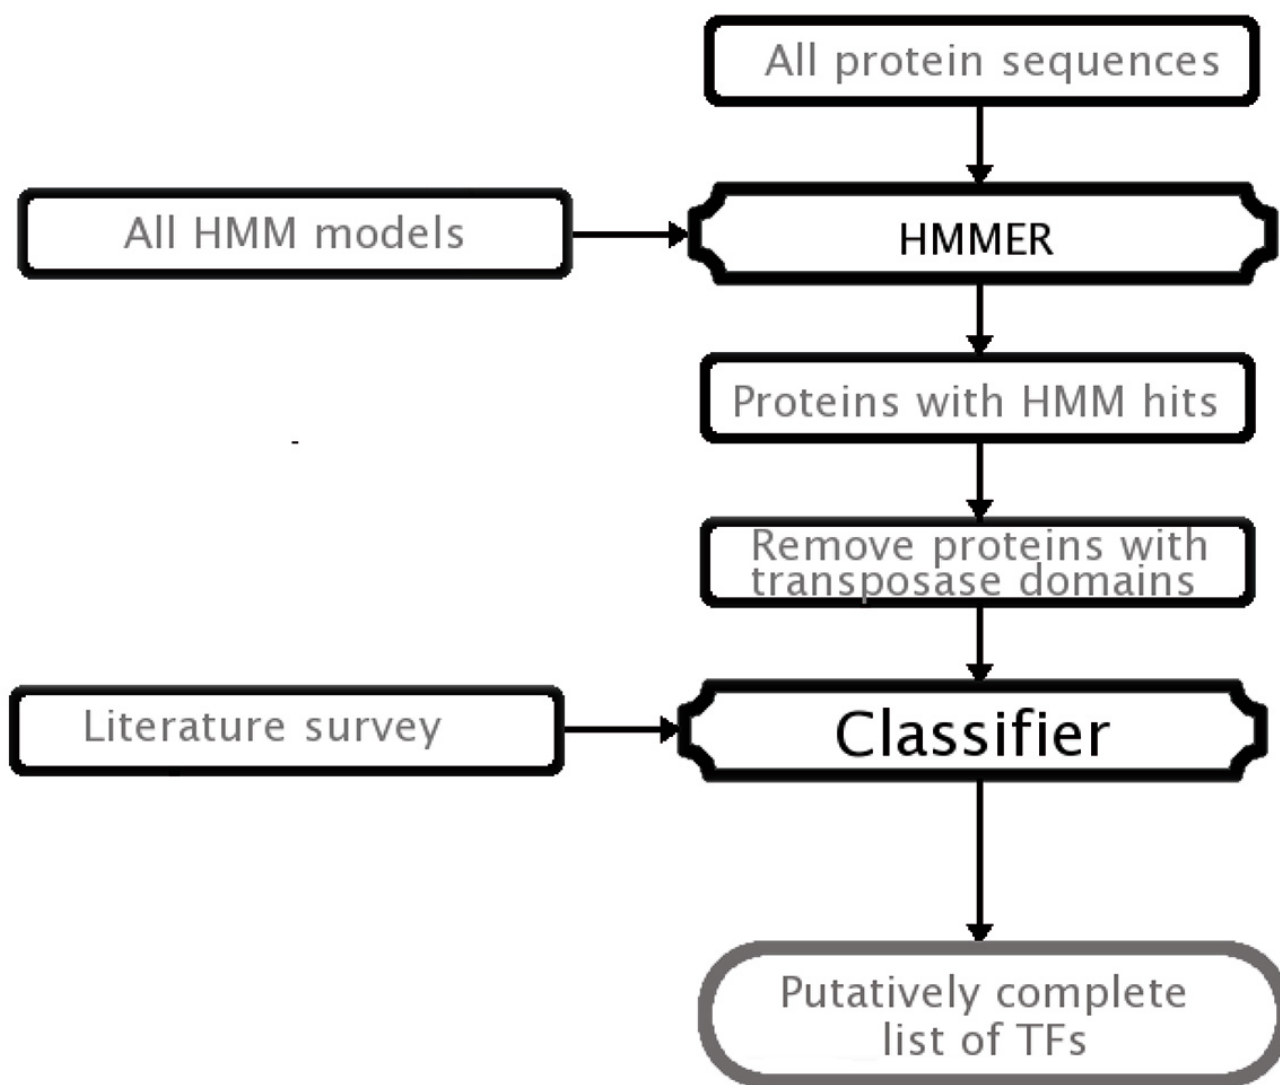 All protein sequences
All HMM models
HMMER
Proteins with HMM hits
Remove proteins with
transposase domains
Literature survey
Classifier
Putatively complete
list of TFs